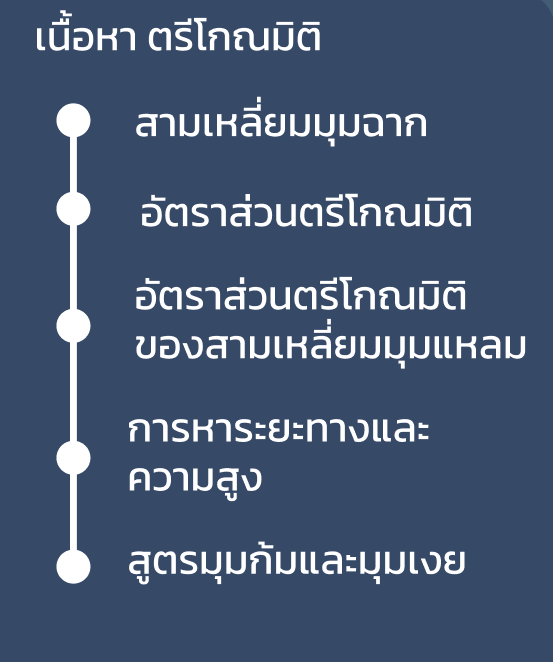 เนื้อหา ตรีโกณมิติ
สามเหลี่ยมมุมฉาก
อัตราส่วนตรีโกณมิติ
อัตราส่วนตรีโกณมิติ
ของสามเหลี่ยมมุมแหลม
การหาระยะทางและ
ความสูง
สูตรมุมก้มและมุมเงย